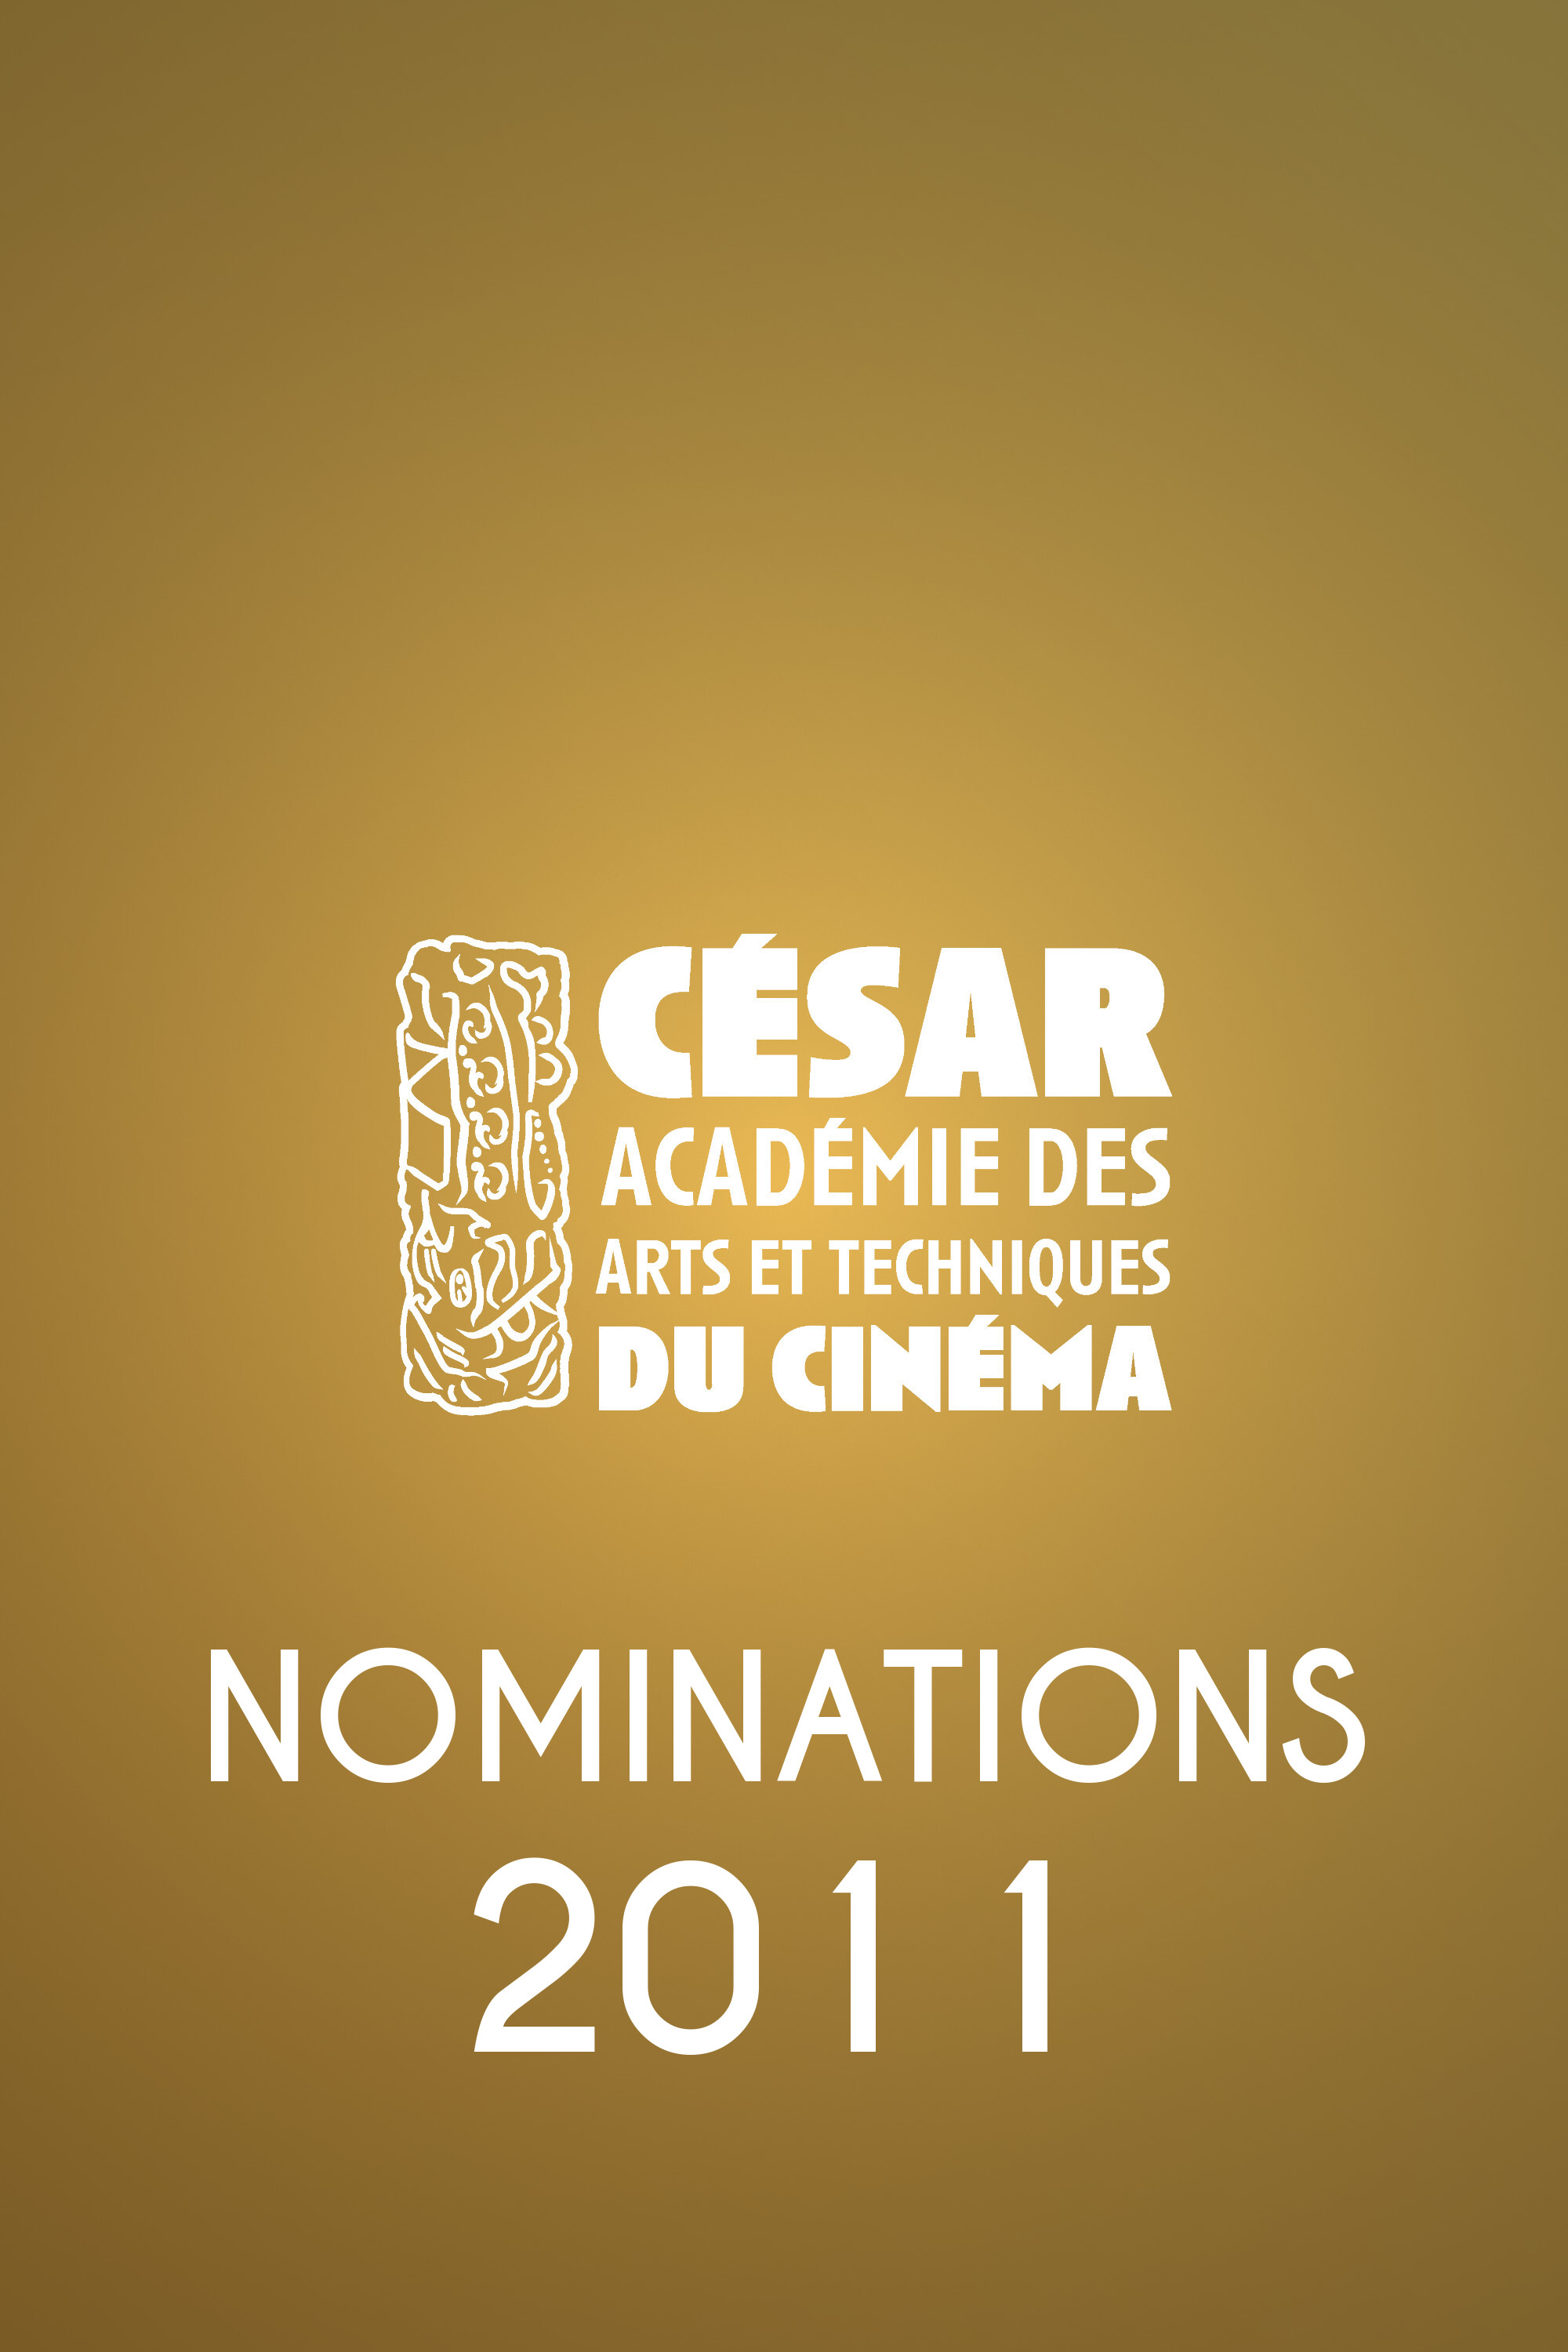 CÉSAR
ACADÉMIE DES
ARTS ET TECHNIQUES
DU CINÉMA
NOMINATIONS
2011